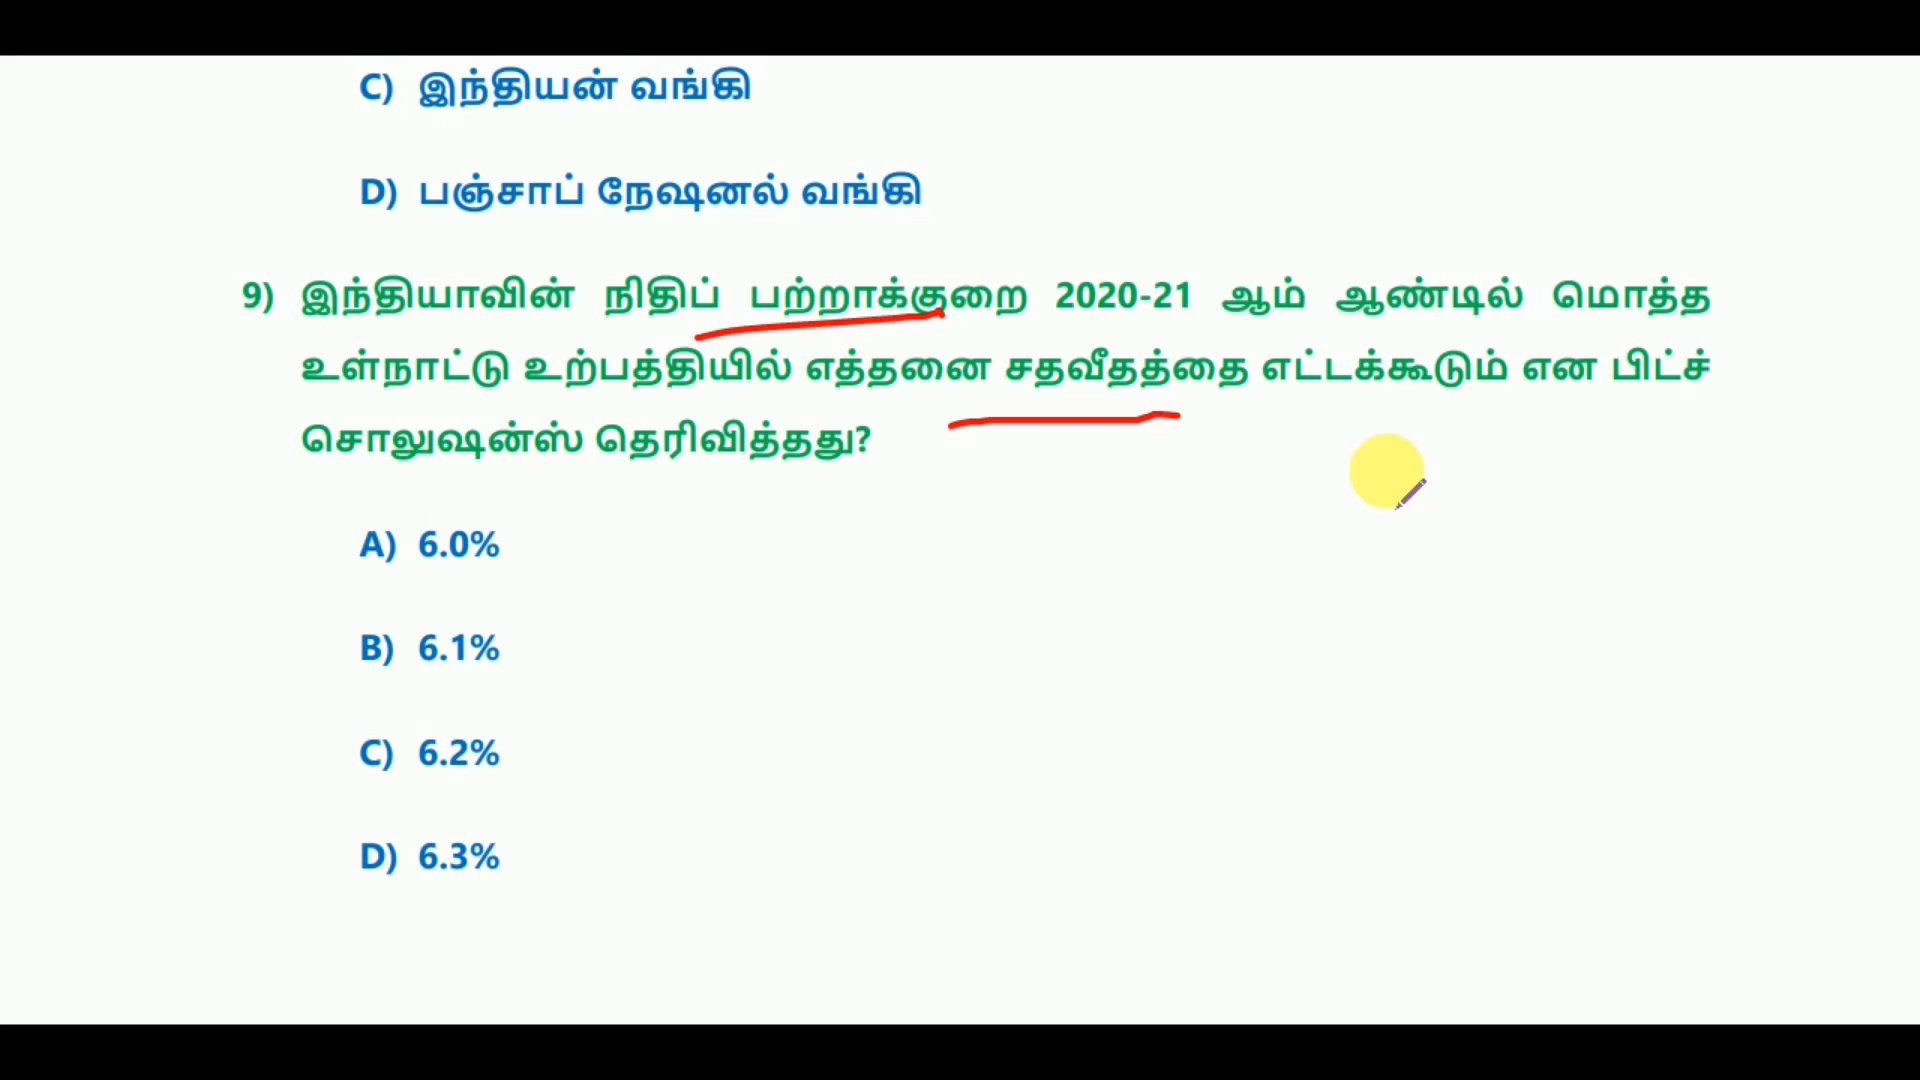 C) இந்தியன் வங்கி
D) பஞ்சாப் நேஷனல் வங்கி
9) இந்தியாவின் நிதிப் பற்றாக்குறை 2020-21 ஆம் ஆண்டில் மொத்த
உள்நாட்டு உற்பத்தியில் எத்தனை சதவீதத்தை எட்டக்கூடும் என பிட்ச்
சொலுஷன்ஸ் தெரிவித்தது?
A) 6.0%
B) 6.1%
C) 6.2%
D) 6.3%